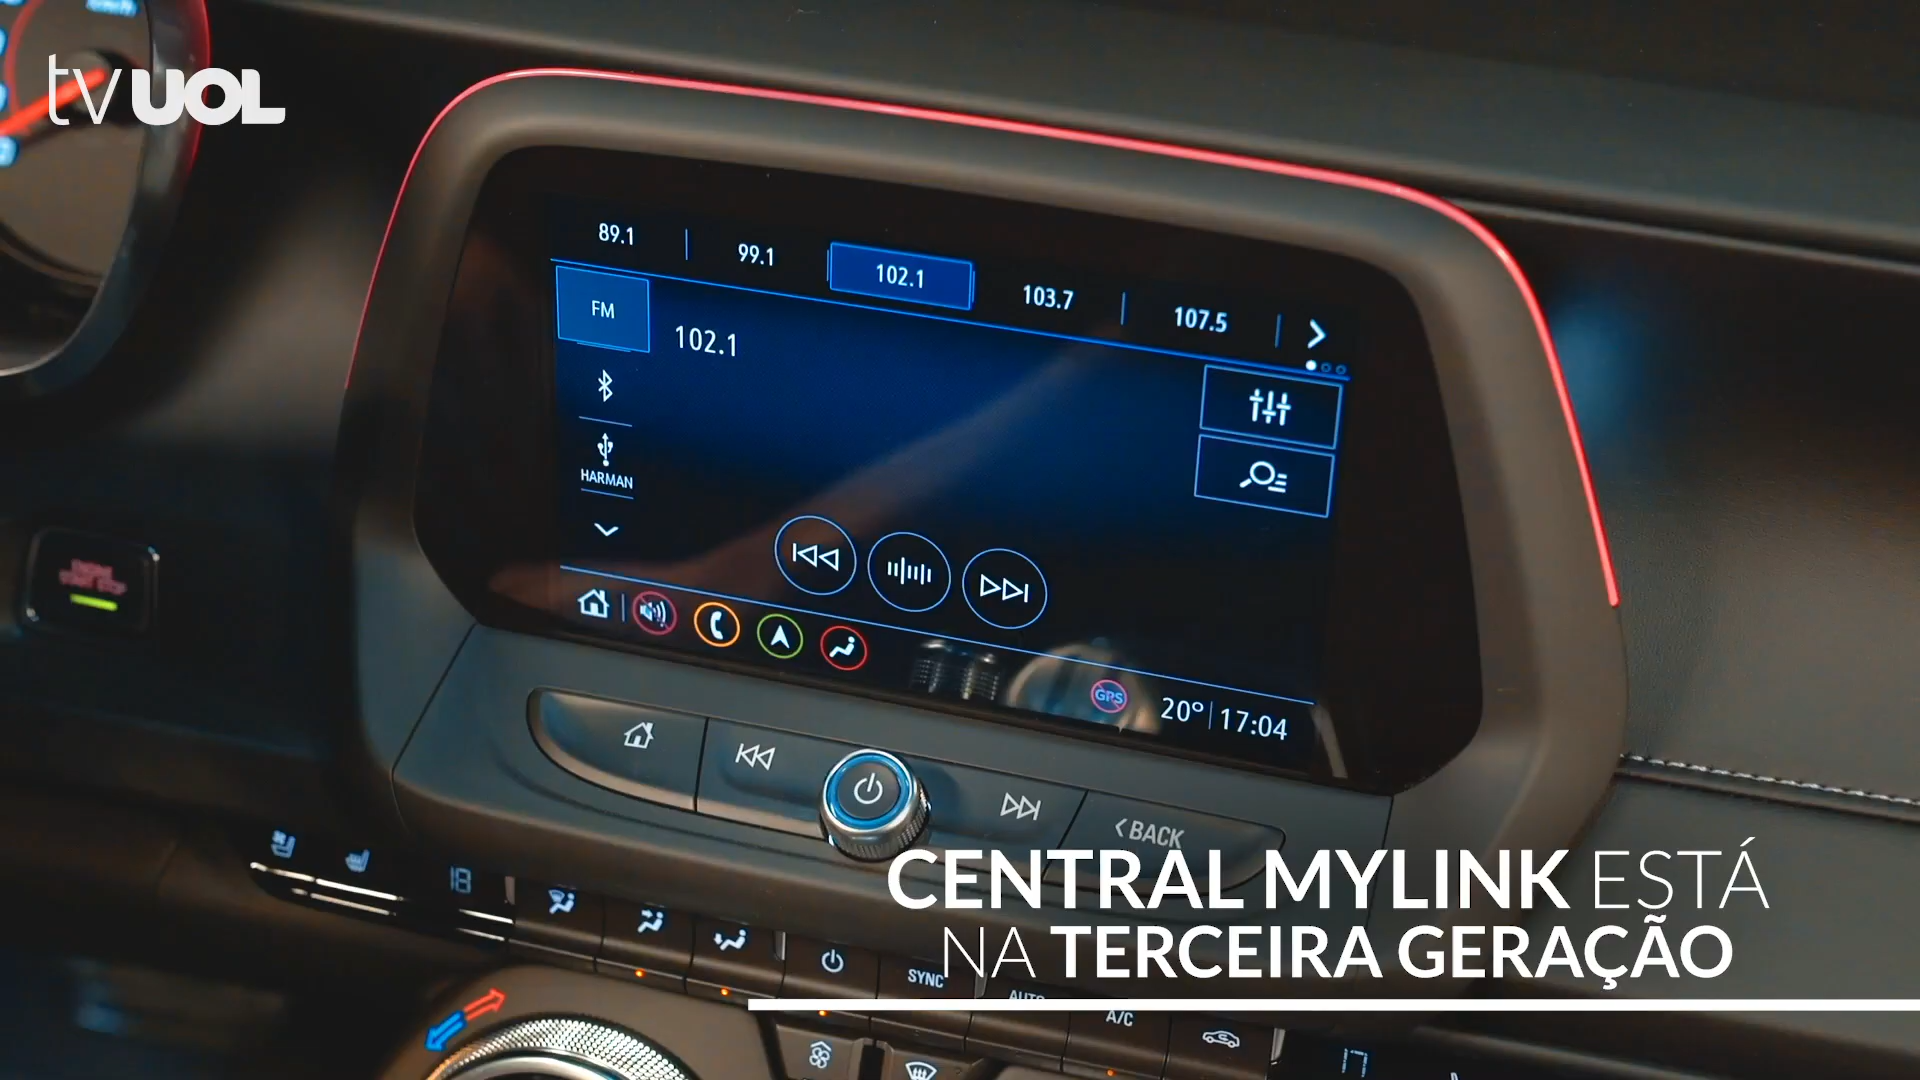 tv UOL
89.1
99.1
102.1
103.7
107.5
FM
102.1
HARMAN
GPS
20° 17:04
BACK
18
SYNC
AUTO
A/C
CENTRAL MYLINK ESTÁ
NA TERCEIRA GERAÇÃO